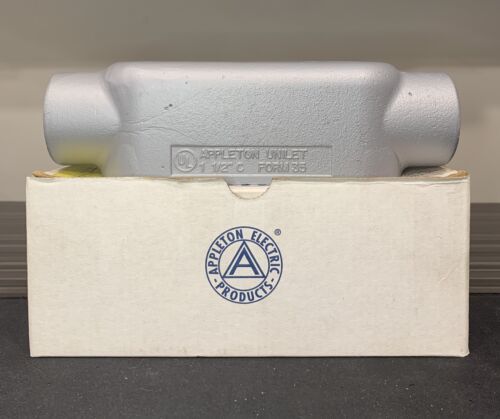 UL APPLETON UNILET
1 1/2" C FORM 35
APPLETON ELECTRIC ®
A
-PRODUCTS-